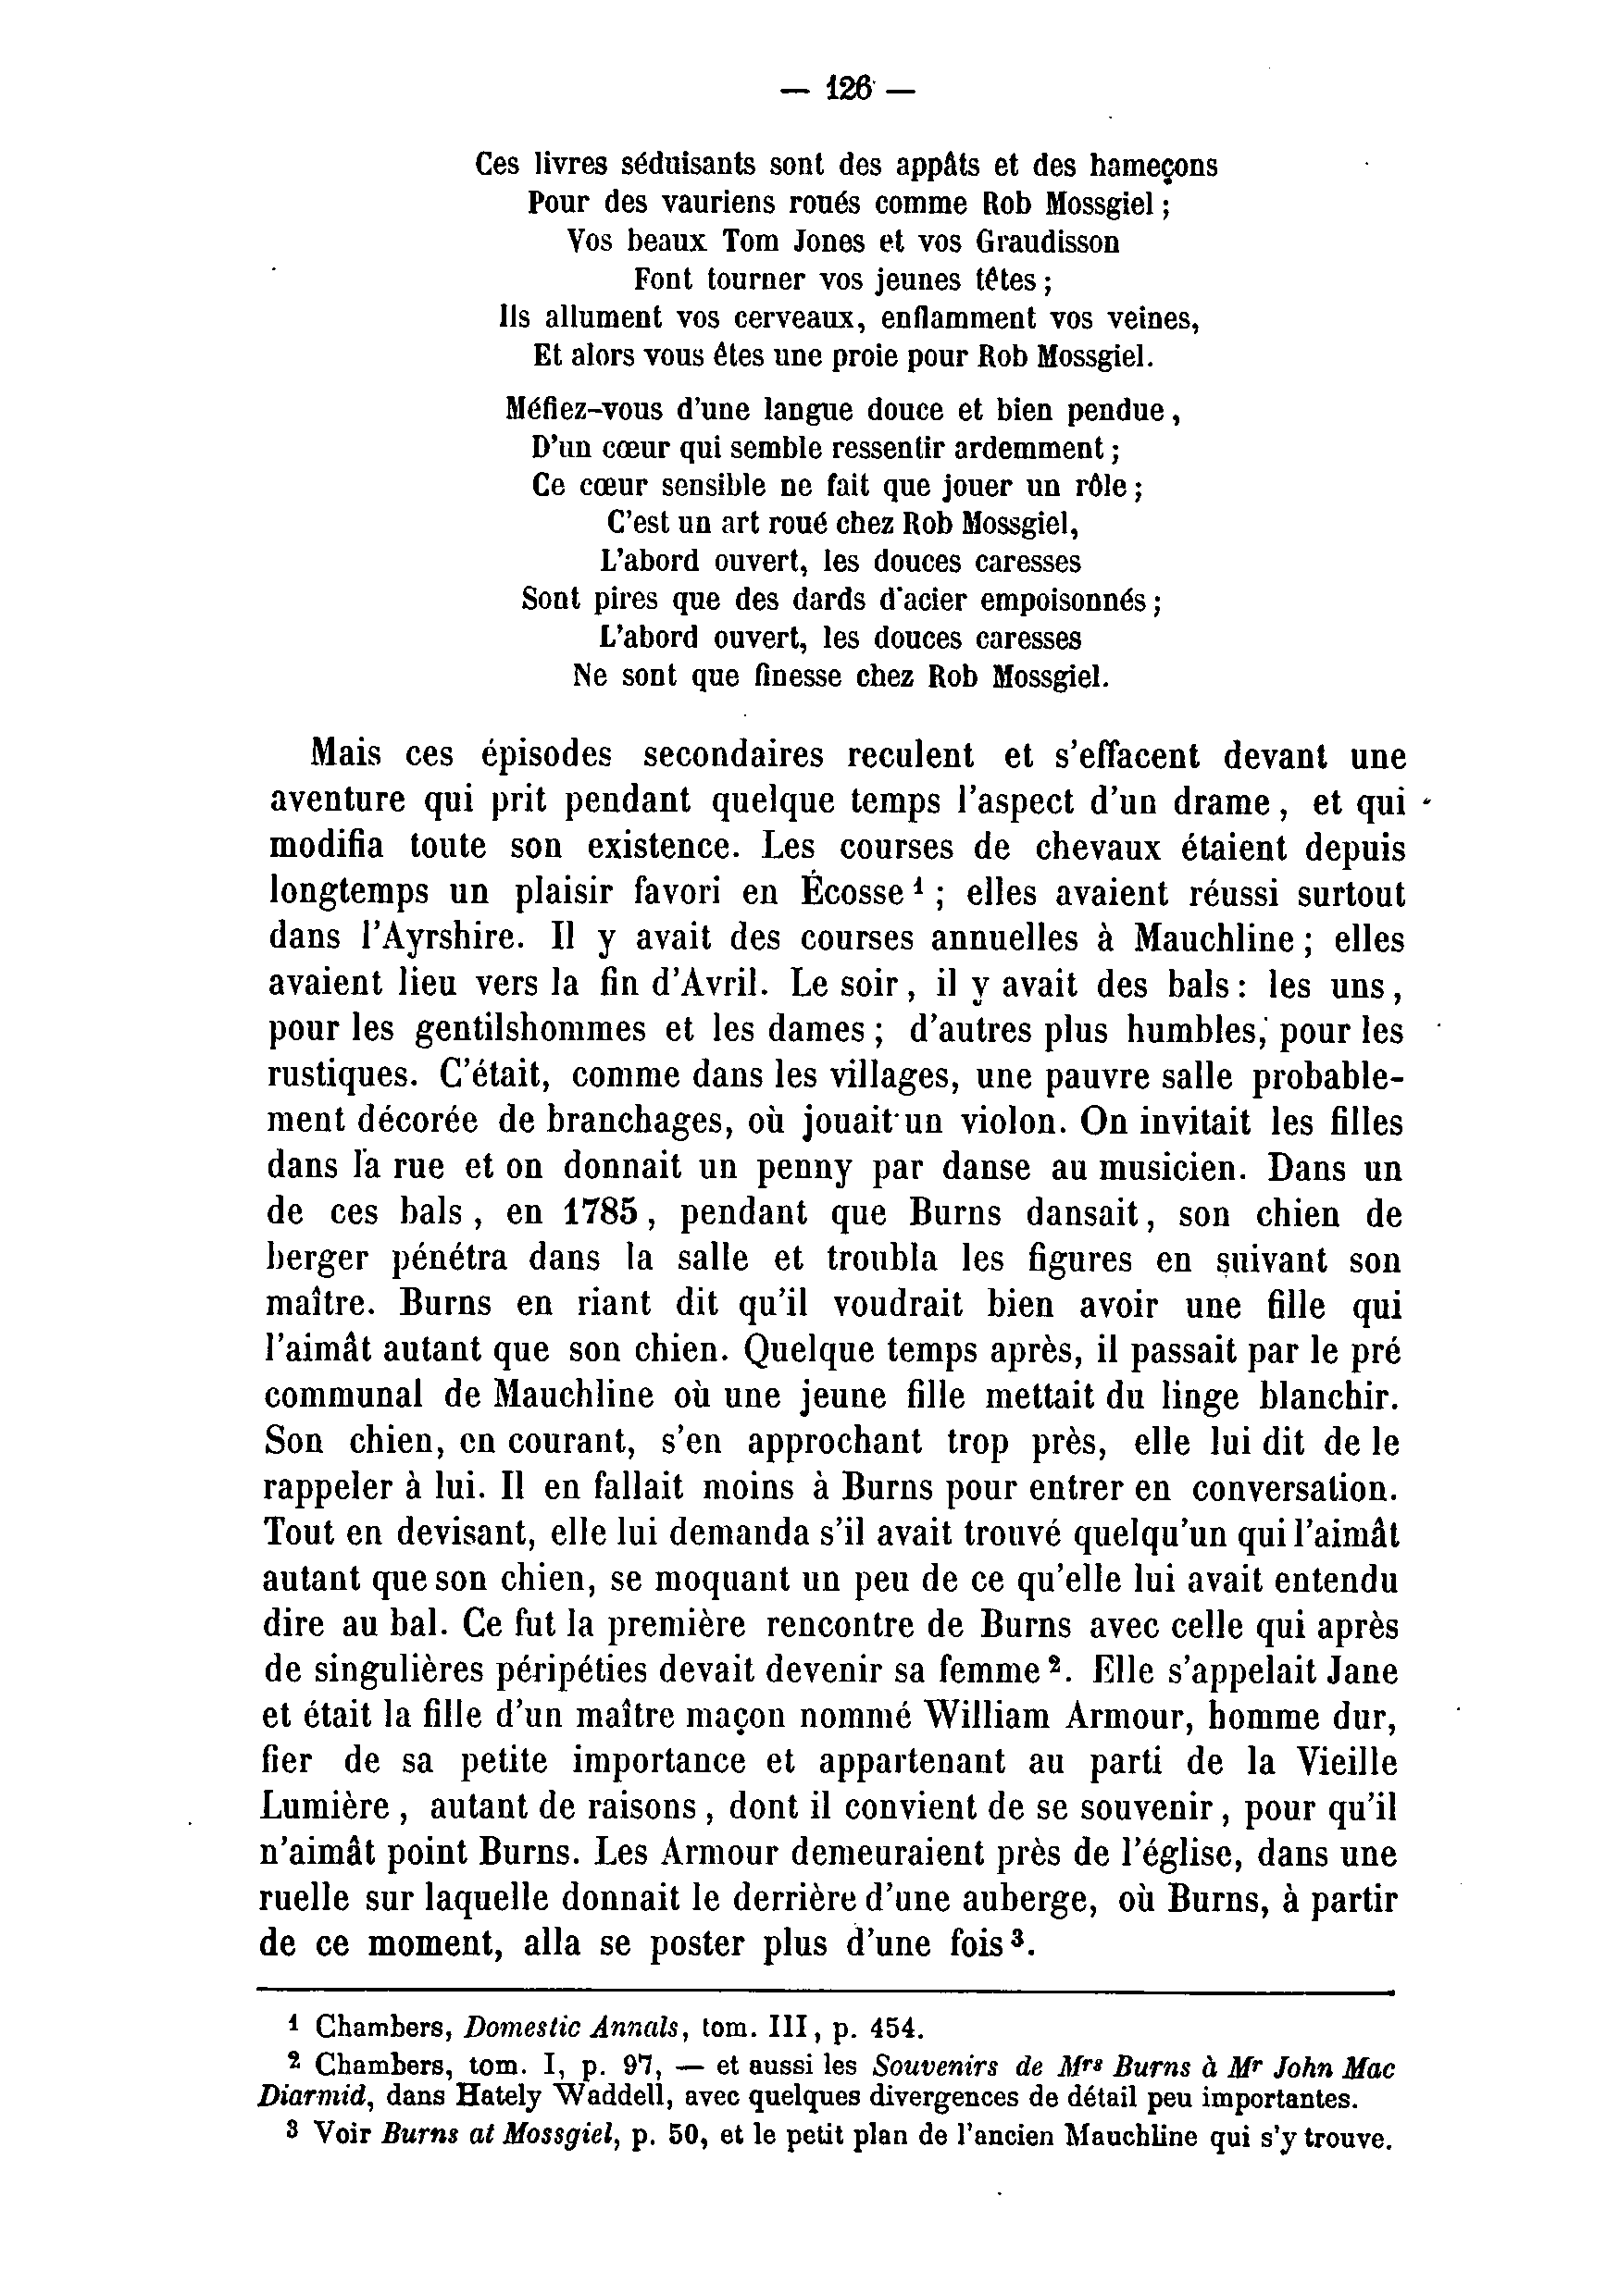 — 126 —
Ces livres séduisants sont des appâts et des hameçons
Pour des vauriens roués comme Rob Mossgiel ;
Vos beaux Tom Jones et vos Graudisson
Font tourner vos jeunes têtes ;
Ils allument vos cerveaux, enflamment vos veines,
Et alors vous êtes une proie pour Rob Mossgiel.
Méfiez-vous d'une langue douce et bien pendue,
D'un cœur qui semble ressentir ardemment ;
Ce cœur sensible ne fait que jouer un rôle ;
C'est un art roué chez Rob Mossgiel,
L'abord ouvert, les douces caresses
Sont pires que des dards d'acier empoisonnés ;
L'abord ouvert, les douces caresses
Ne sont que finesse chez Rob Mossgiel.
Mais ces épisodes secondaires reculent et s'effacent devant une
aventure qui prit pendant quelque temps l'aspect d'un drame, et qui
modifia toute son existence. Les courses de chevaux étaient depuis
longtemps un plaisir favori en Écosse ¹ ; elles avaient réussi surtout
dans l'Ayrshire. Il y avait des courses annuelles à Mauchline ; elles
avaient lieu vers la fin d'Avril. Le soir, il y avait des bals : les uns,
pour les gentilshommes et les dames ; d'autres plus humbles, pour les
rustiques. C'était, comme dans les villages, une pauvre salle probable-
ment décorée de branchages, où jouait un violon. On invitait les filles
dans la rue et on donnait un penny par danse au musicien. Dans un
de ces bals, en 1785, pendant que Burns dansait, son chien de
berger pénétra dans la salle et troubla les figures en suivant son
maître. Burns en riant dit qu'il voudrait bien avoir une fille qui
l'aimât autant que son chien. Quelque temps après, il passait par le pré
communal de Mauchline où une jeune fille mettait du linge blanchir.
Son chien, en courant, s'en approchant trop près, elle lui dit de le
rappeler à lui. Il en fallait moins à Burns pour entrer en conversation.
Tout en devisant, elle lui demanda s'il avait trouvé quelqu'un qui l'aimât
autant que son chien, se moquant un peu de ce qu'elle lui avait entendu
dire au bal. Ce fut la première rencontre de Burns avec celle qui après
de singulières péripéties devait devenir sa femme ². Elle s'appelait Jane
et était la fille d'un maître maçon nommé William Armour, homme dur,
fier de sa petite importance et appartenant au parti de la Vieille
Lumière, autant de raisons, dont il convient de se souvenir, pour qu'il
n'aimât point Burns. Les Armour demeuraient près de l'église, dans une
ruelle sur laquelle donnait le derrière d'une auberge, où Burns, à partir
de ce moment, alla se poster plus d'une fois ³.
¹ Chambers, Domestic Annals, tom. III, p. 454.
² Chambers, tom. I, p. 97, — et aussi les Souvenirs de Mrs Burns à Mr John Mac
Diarmid, dans Hately Waddell, avec quelques divergences de détail peu importantes.
³ Voir Burns at Mossgiel, p. 50, et le petit plan de l'ancien Mauchline qui s'y trouve.